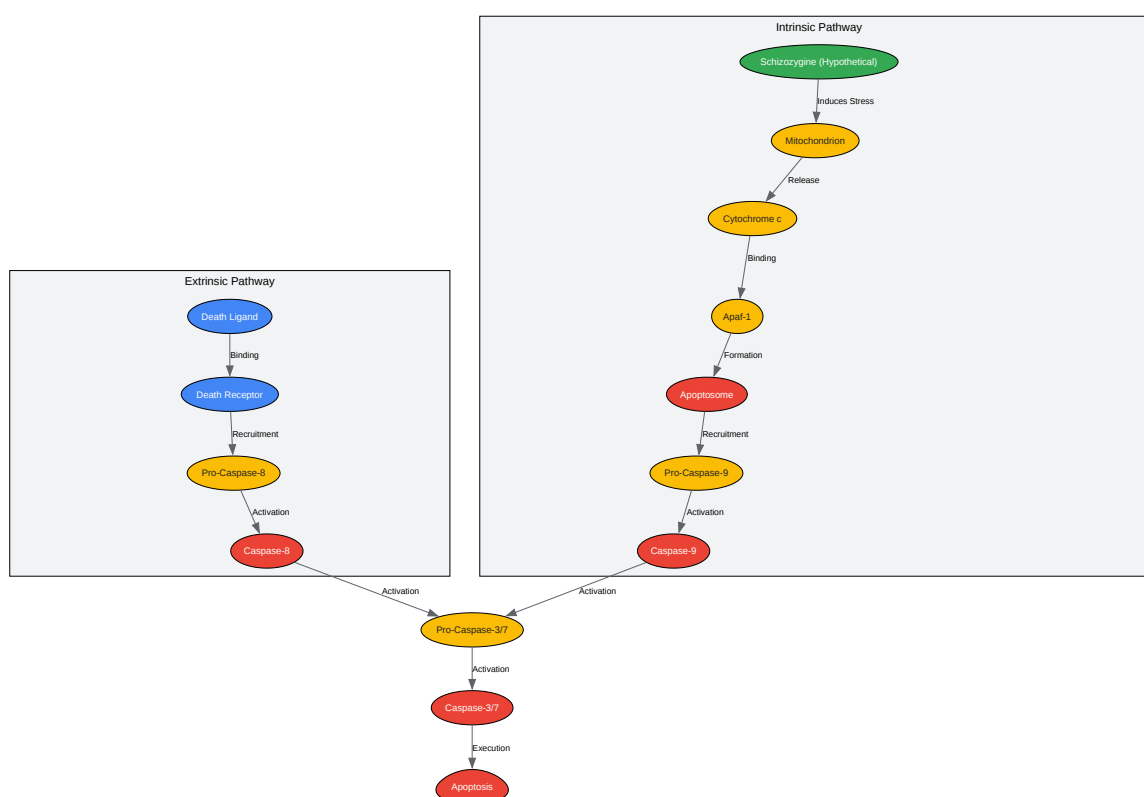 Intrinsic Pathway
Schizozygine (Hypothetical)
Induces Stress
Mitochondrion
Release
Cytochrome c
Binding
Apaf-1
Formation
Apoptosome
Recruitment
Pro-Caspase-9
Activation
Caspase-9
Activation
Extrinsic Pathway
Death Ligand
Binding
Death Receptor
Recruitment
Pro-Caspase-8
Activation
Caspase-8
Activation
Pro-Caspase-3/7
Activation
Caspase-3/7
Execution
Apoptosis